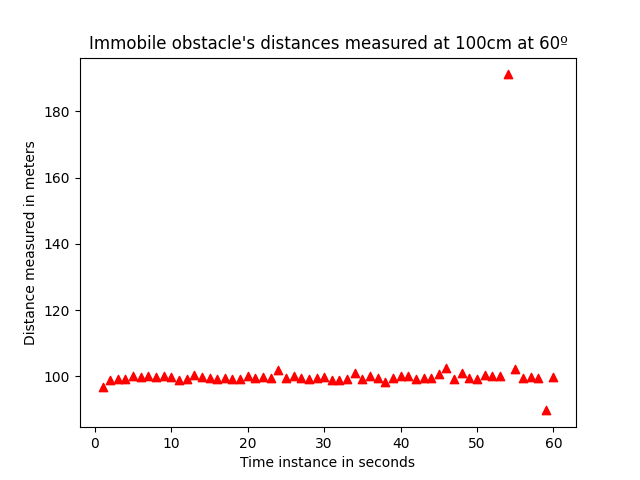 Immobile obstacle's distances measured at 100cm at 60º
180
160
140
120
100
Distance measured in meters
0 10 20 30 40 50 60
Time instance in seconds